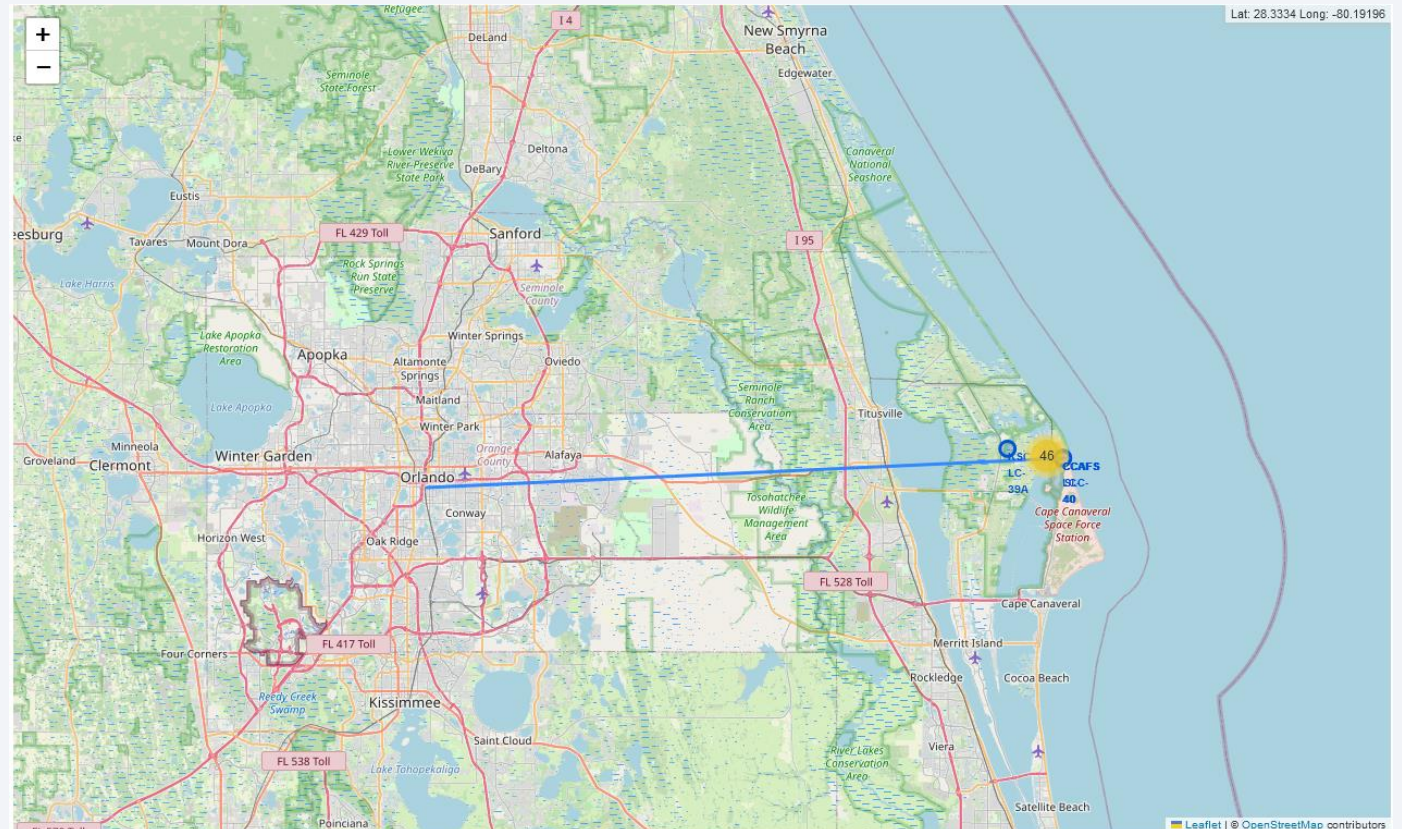 Refugee
I 4
Lat: 28.3334 Long: -80.19196
+
−
DeLand
New Smyrna
Beach
Edgewater
Seminole
State Forest
Lower Wekiva
River Preserve
State Park
Deltona
DeBary
Canaveral
National
Seashore
Eustis
eesburg
Tavares
Mount Dora
FL 429 Toll
Sanford
I 95
Rock Springs
Run State
Preserve
Lake Harris
Seminole
County
Lake Apopka
Restoration
Area
Winter Springs
Apopka
Altamonte
Springs
Oviedo
Lake Apopka
Maitland
Seminole
Ranch
Conservation
Area
Titusville
Winter Park
Minneola
Groveland
Clermont
Winter Garden
Orange
County
Alafaya
46
KSC
LC-
39A
CCAFS
SLC-
40
Orlando
Cape Canaveral
Space Force
Station
Conway
Tosohatchee
Wildlife
Management
Area
Horizon West
Oak Ridge
FL 528 Toll
Cape Canaveral
FL 417 Toll
Four Corners
Merritt Island
Rockledge
Cocoa Beach
Reedy Creek
Swamp
Kissimmee
Saint Cloud
Viera
River Lakes
Conservation
Area
FL 538 Toll
Lake Tohopekaliga
Satellite Beach
Poinciana
Leaflet | © OpenStreetMap contributors